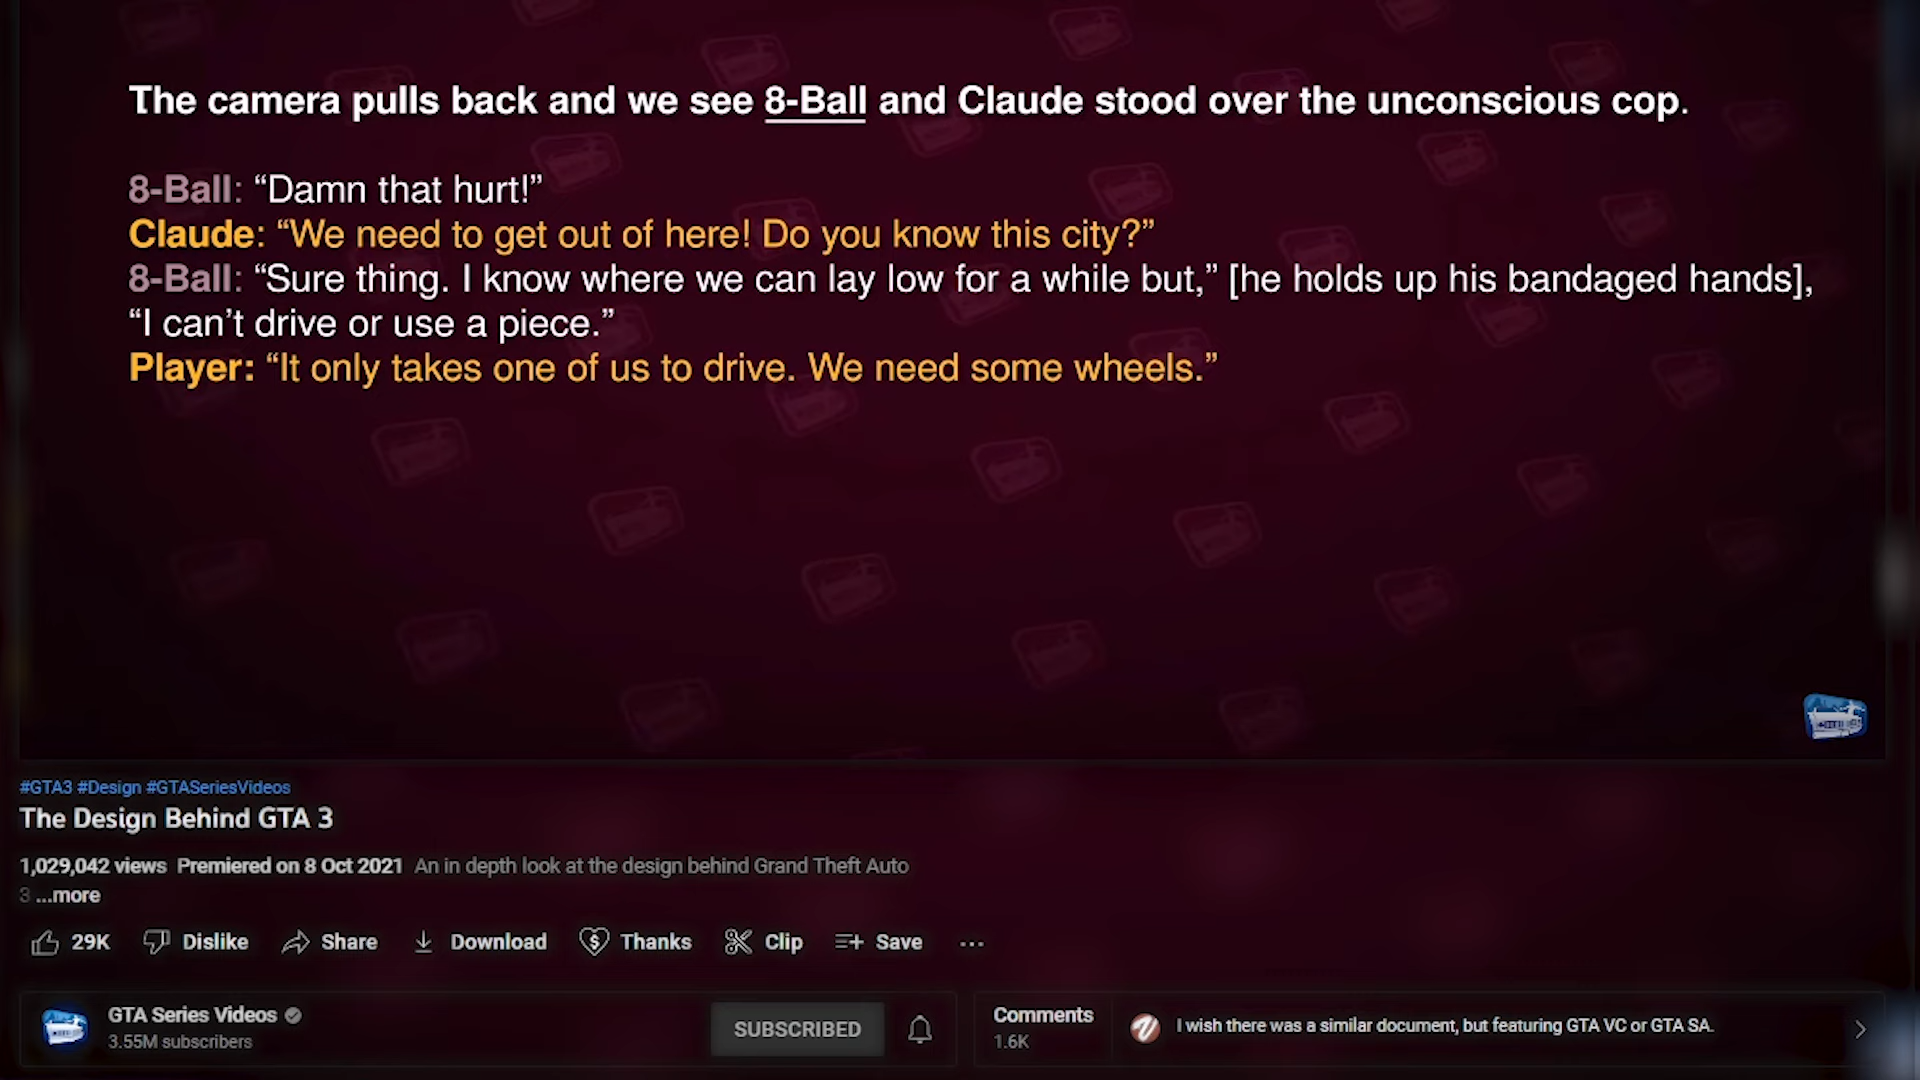 The camera pulls back and we see 8-Ball and Claude stood over the unconscious cop.
8-Ball: “Damn that hurt!”
Claude: “We need to get out of here! Do you know this city?”
8-Ball: “Sure thing. I know where we can lay low for a while but,” [he holds up his bandaged hands],
“I can’t drive or use a piece.”
Player: “It only takes one of us to drive. We need some wheels.”
#GTA3 #Design #GTASeriesVideos
The Design Behind GTA 3
1,029,042 views Premiered on 8 Oct 2021 An in depth look at the design behind Grand Theft Auto
3 ...more
29K Dislike Share Download Thanks Clip Save
GTA Series Videos
3.55M subscribers
SUBSCRIBED
Comments
1.6K
I wish there was a similar document, but featuring GTA VC or GTA SA.